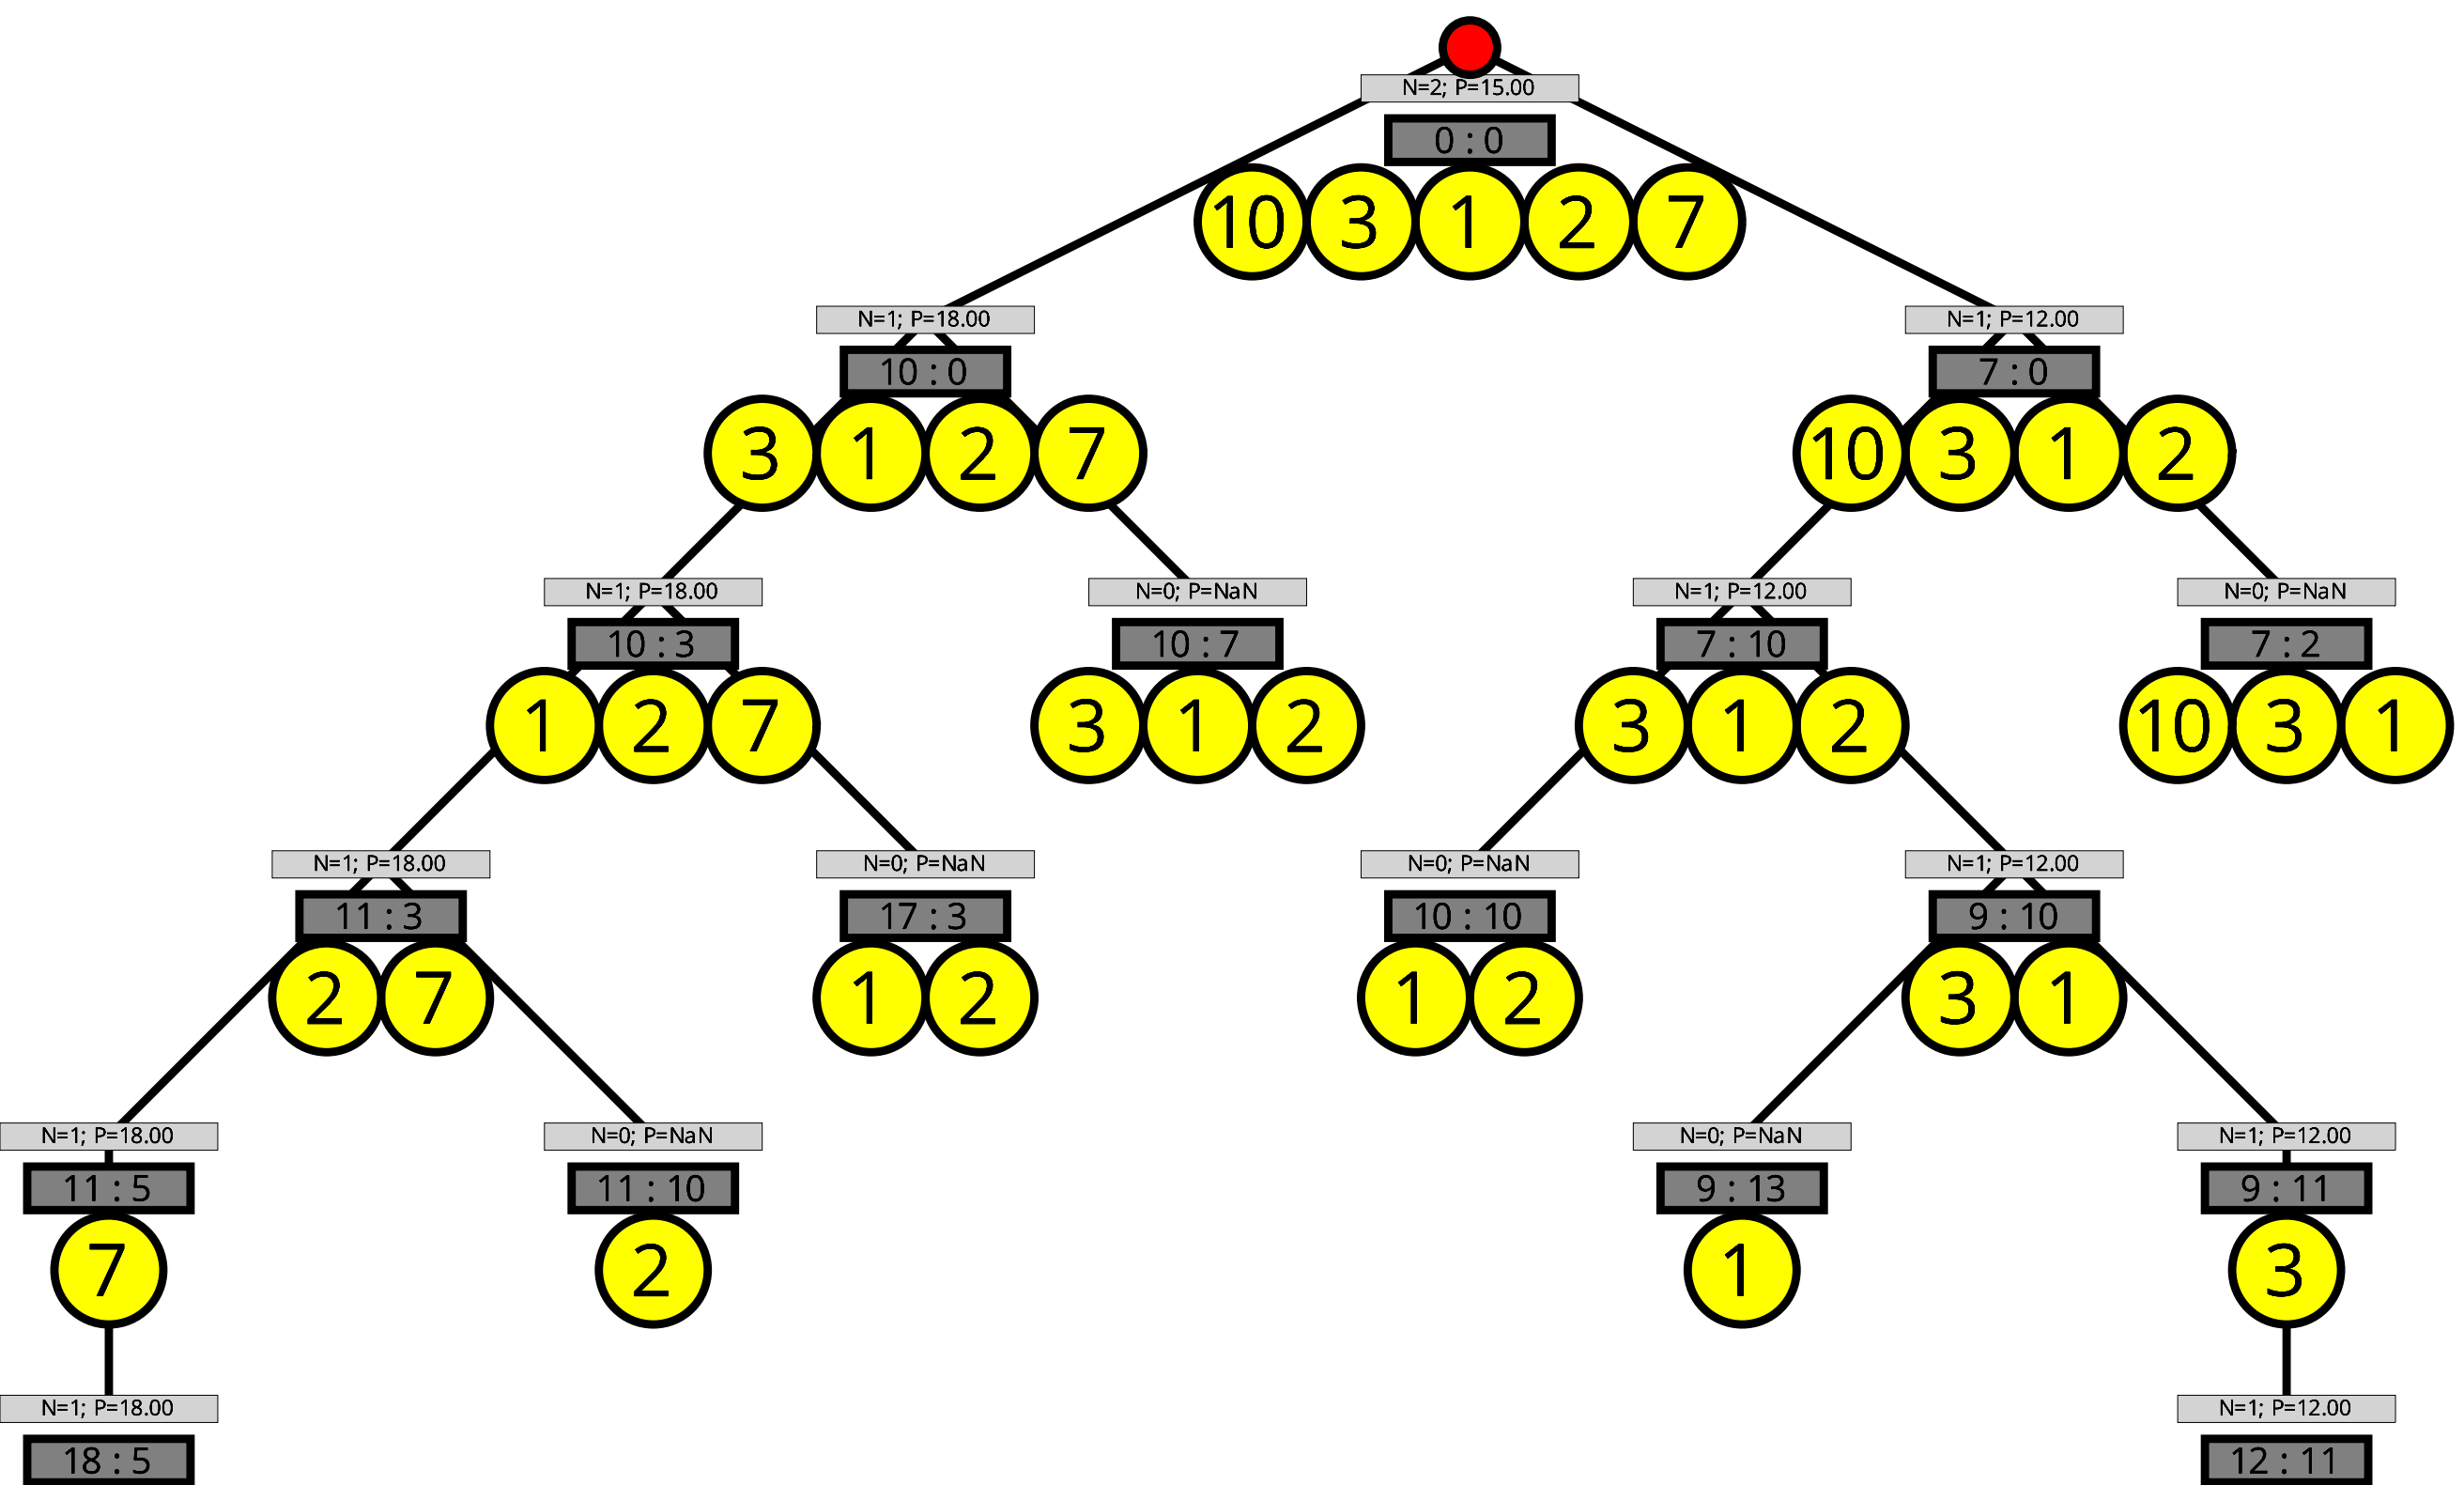 N=2; P=15.00
0 : 0
10 3 1 2 7
N=1; P=18.00
N=1; P=12.00
10 : 0
7 : 0
3 1 2 7
10 3 1 2
N=1; P=18.00
N=0; P=NaN
N=1; P=12.00
N=0; P=NaN
10 : 3
10 : 7
7 : 10
7 : 2
1 2 7
3 1 2
3 1 2
10 3 1
N=1; P=18.00
N=0; P=NaN
N=0; P=NaN
N=1; P=12.00
11 : 3
17 : 3
10 : 10
9 : 10
2 7
1 2
1 2
3 1
N=1; P=18.00
N=0; P=NaN
N=0; P=NaN
N=1; P=12.00
11 : 5
11 : 10
9 : 13
9 : 11
7
2
1
3
N=1; P=18.00
N=1; P=12.00
18 : 5
12 : 11